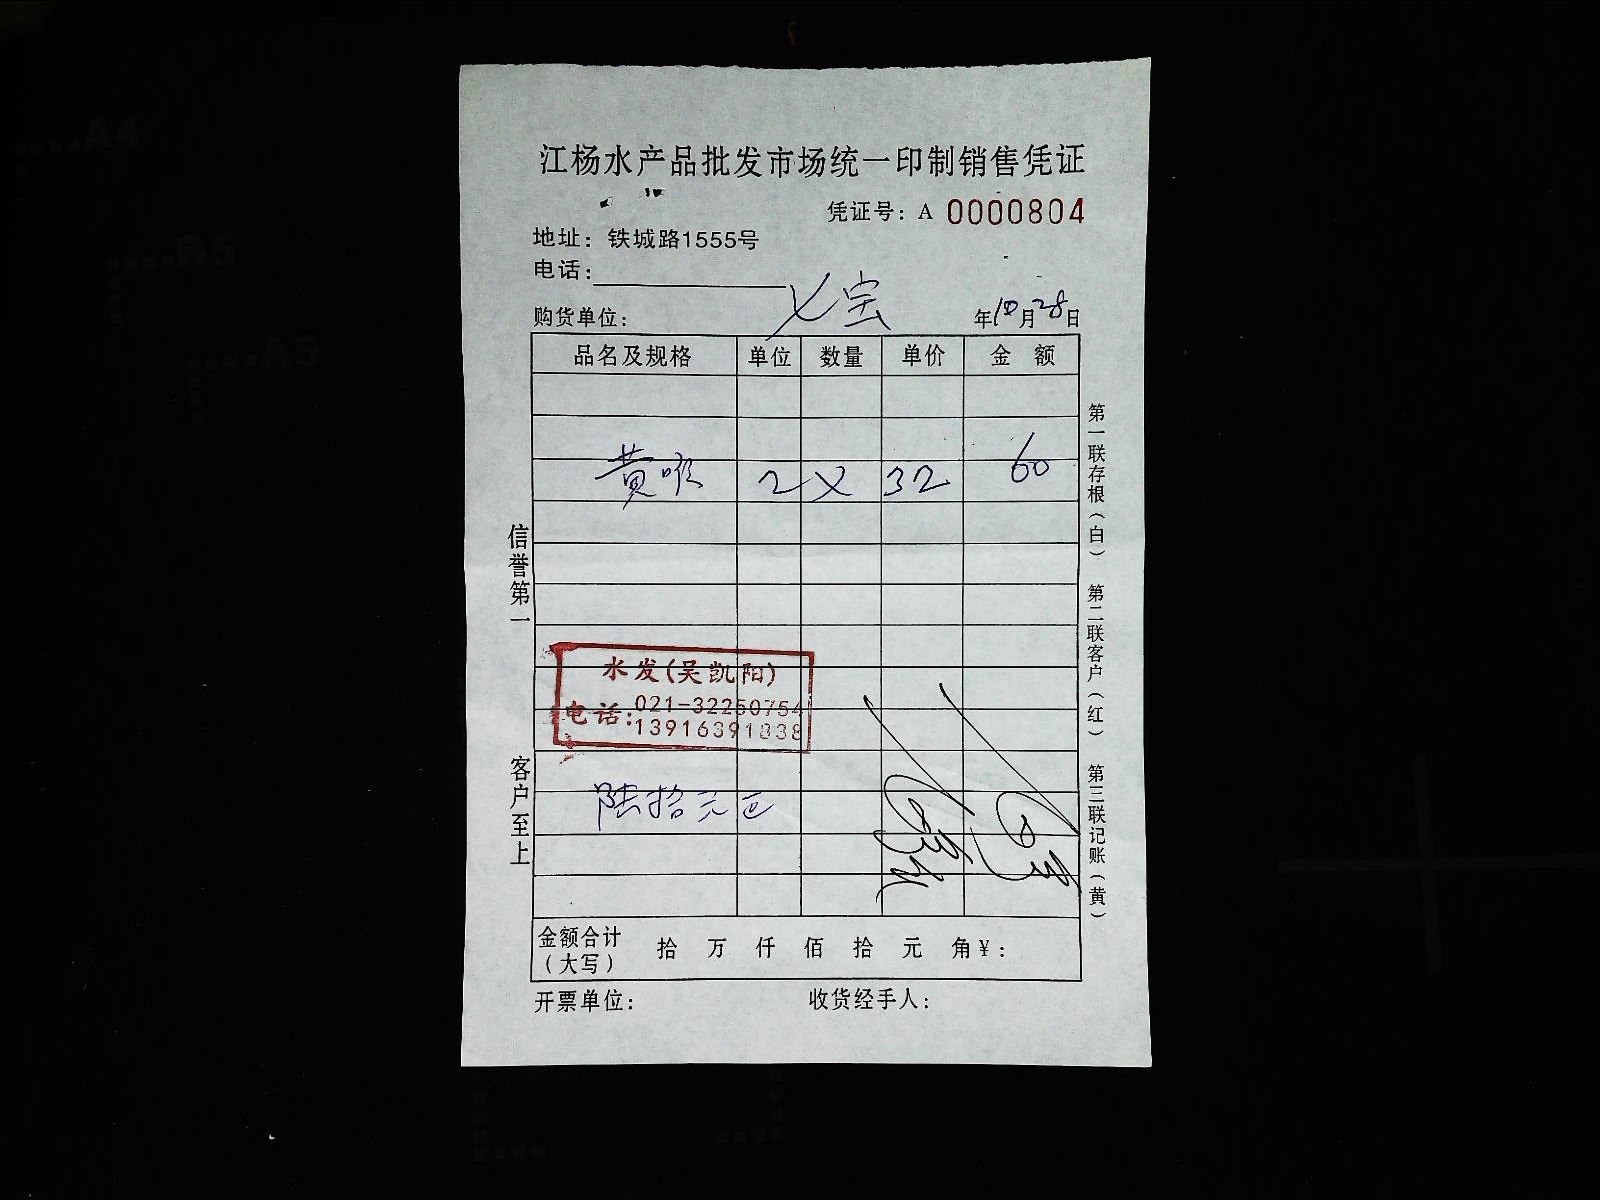 江杨水产品批发市场统一印制销售凭证
凭证号：A 0000804
地址：铁城路1555号
电话：
购货单位：七宝 年10月28日
品名及规格 单位 数量 单价 金额
黄喉 2 X 32 60
水发(吴凯阳)
电话：021-32250754
13916391838
陆拾元正
金额合计（大写） 拾 万 仟 佰 拾 元 角 ¥：
开票单位： 收货经手人：
信誉第一 客户至上
第一联存根（白） 第二联客户（红） 第三联记账（黄）
A4
B5
A5